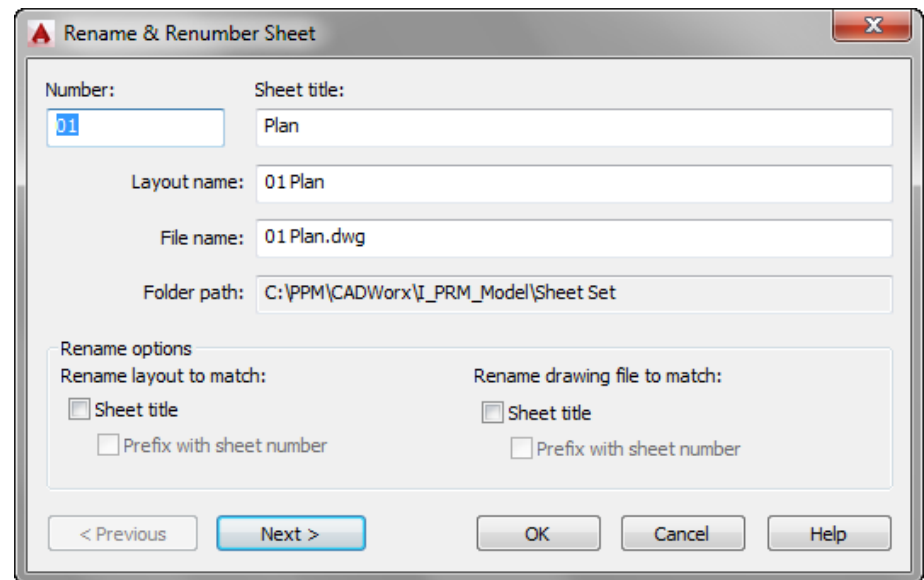 Rename & Renumber Sheet
Number: Sheet title:
01 Plan
Layout name: 01 Plan
File name: 01 Plan.dwg
Folder path: C:\PPM\CADWorx\I_PRM_Model\Sheet Set
Rename options
Rename layout to match: Rename drawing file to match:
Sheet title Sheet title
Prefix with sheet number Prefix with sheet number
< Previous Next > OK Cancel Help